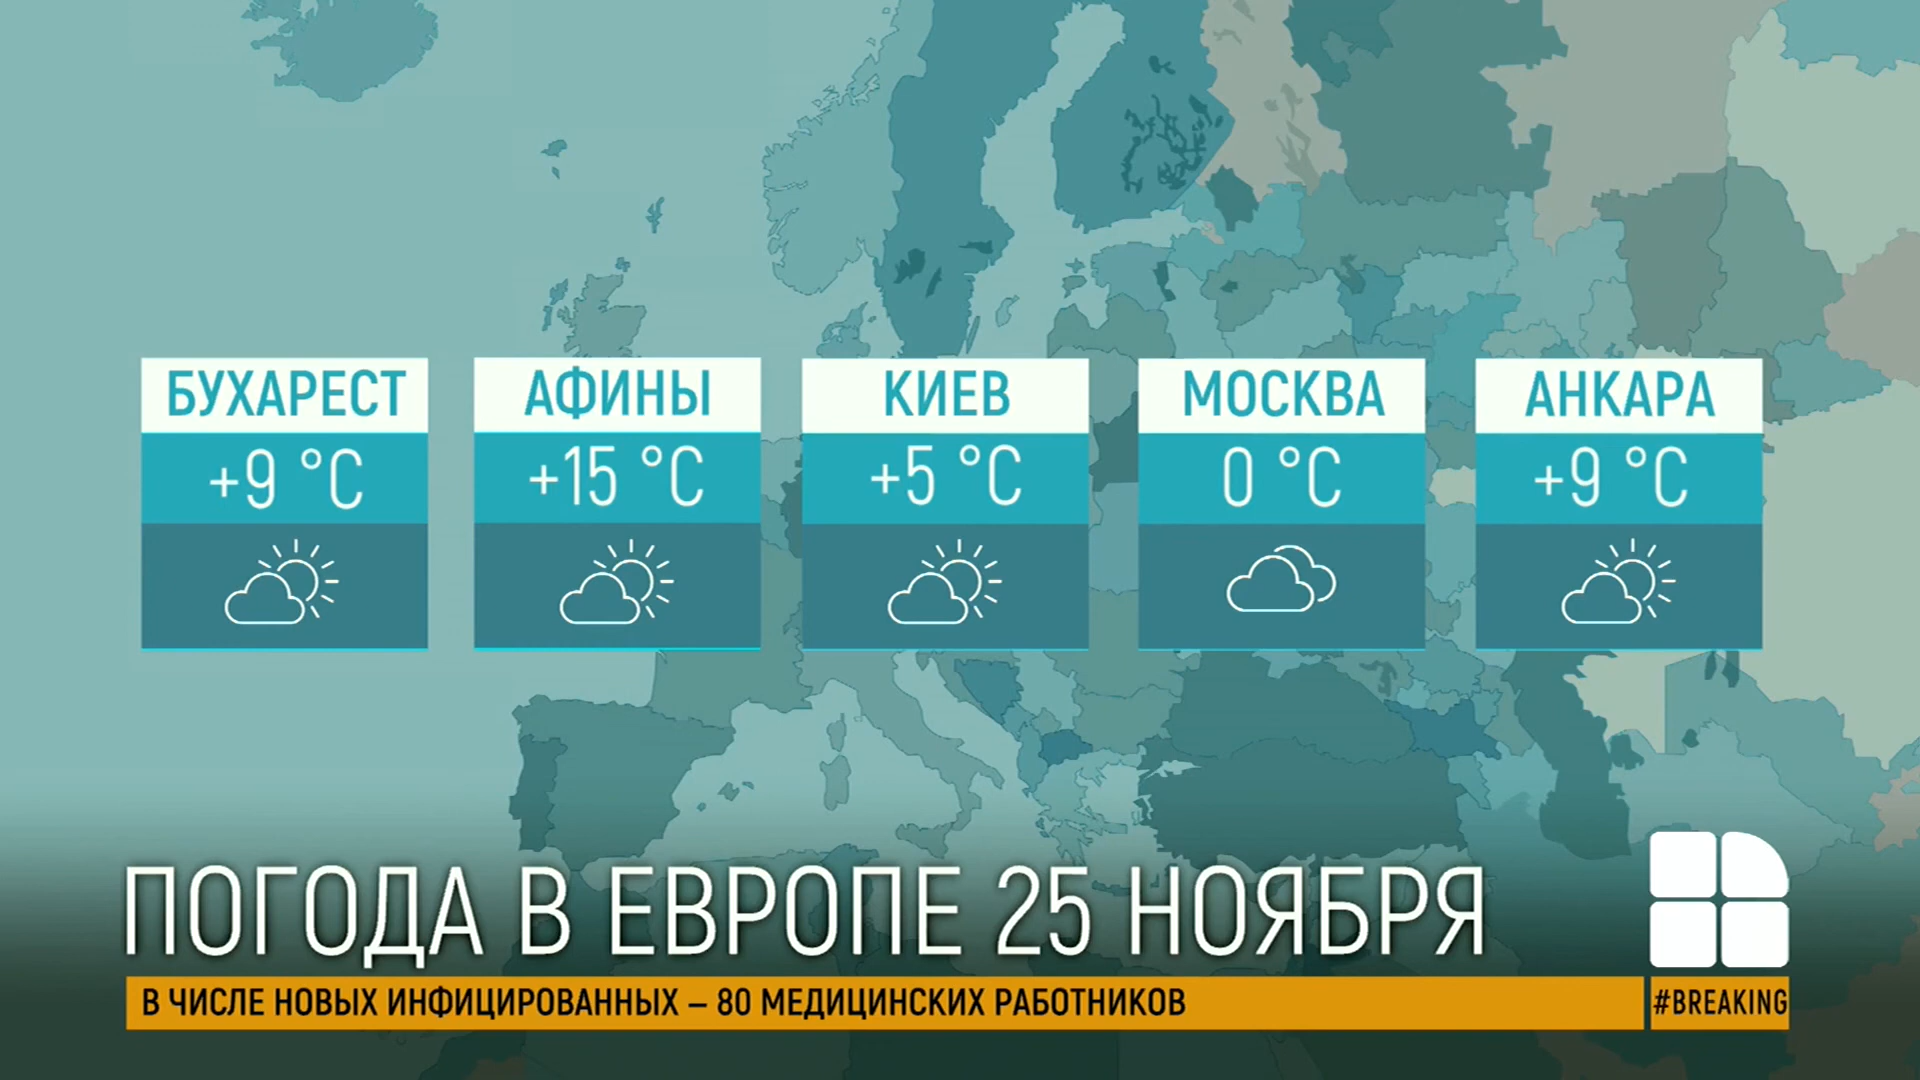 БУХАРЕСТ
+9 °C
АФИНЫ
+15 °C
КИЕВ
+5 °C
МОСКВА
0 °C
АНКАРА
+9 °C
ПОГОДА В ЕВРОПЕ 25 НОЯБРЯ
В ЧИСЛЕ НОВЫХ ИНФИЦИРОВАННЫХ – 80 МЕДИЦИНСКИХ РАБОТНИКОВ
#BREAKING